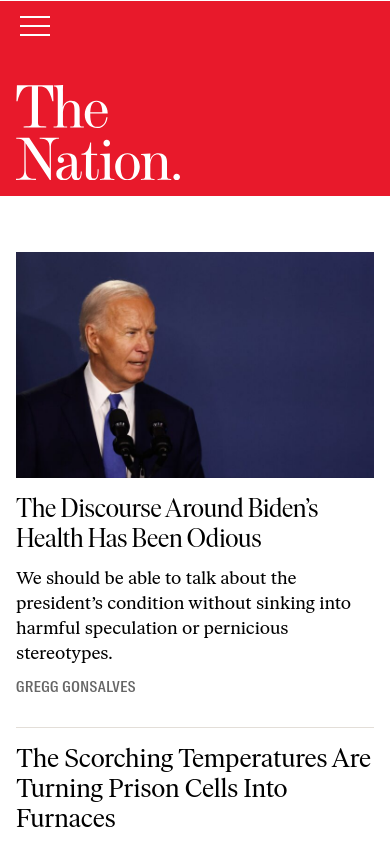 The
Nation.
The Discourse Around Biden’s
Health Has Been Odious
We should be able to talk about the
president’s condition without sinking into
harmful speculation or pernicious
stereotypes.
GREGG GONSALVES
The Scorching Temperatures Are
Turning Prison Cells Into
Furnaces